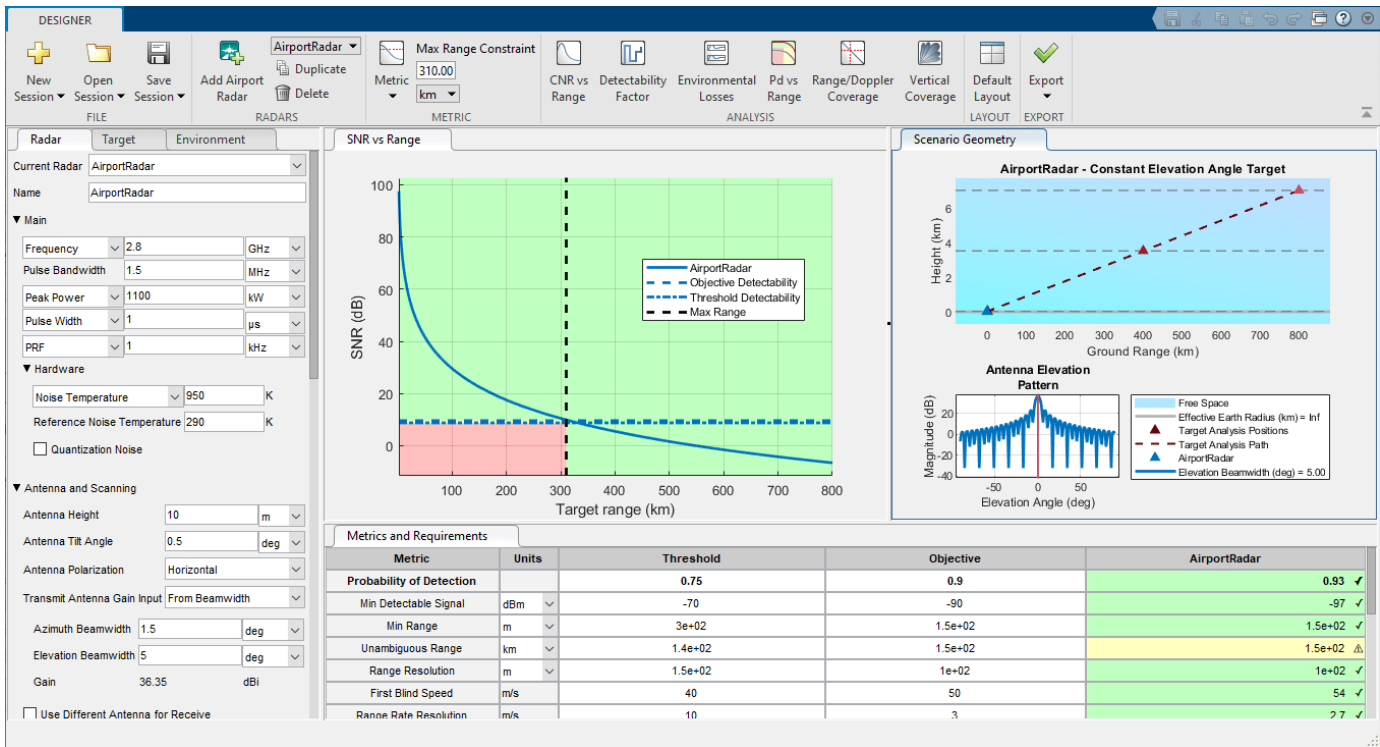 DESIGNER
New Session
Open Session
Save Session
FILE
Add Airport Radar
AirportRadar
Duplicate
Delete
RADARS
Metric
Max Range Constraint
310.00
km
METRIC
CNR vs Range
Detectability Factor
Environmental Losses
Pd vs Range
Range/Doppler Coverage
Vertical Coverage
ANALYSIS
Default Layout
LAYOUT
Export
EXPORT
Radar
Target
Environment
Current Radar AirportRadar
Name AirportRadar
Main
Frequency 2.8 GHz
Pulse Bandwidth 1.5 MHz
Peak Power 1100 kW
Pulse Width 1 µs
PRF 1 kHz
Hardware
Noise Temperature 950 K
Reference Noise Temperature 290 K
Quantization Noise
Antenna and Scanning
Antenna Height 10 m
Antenna Tilt Angle 0.5 deg
Antenna Polarization Horizontal
Transmit Antenna Gain Input From Beamwidth
Azimuth Beamwidth 1.5 deg
Elevation Beamwidth 5 deg
Gain 36.35 dBi
Use Different Antenna for Receive
SNR vs Range
100
80
60
40
20
0
SNR (dB)
AirportRadar
Objective Detectability
Threshold Detectability
Max Range
100 200 300 400 500 600 700 800
Target range (km)
Scenario Geometry
AirportRadar - Constant Elevation Angle Target
6
4
2
0
Height (km)
0 100 200 300 400 500 600 700 800
Ground Range (km)
Antenna Elevation
Pattern
20
0
-20
-40
Magnitude (dB)
-50 0 50
Elevation Angle (deg)
Free Space
Effective Earth Radius (km) = Inf
Target Analysis Positions
Target Analysis Path
AirportRadar
Elevation Beamwidth (deg) = 5.00
Metrics and Requirements
Metric Units Threshold Objective AirportRadar
Probability of Detection 0.75 0.9 0.93
Min Detectable Signal dBm -70 -90 -97
Min Range m 3e+02 1.5e+02 1.5e+02
Unambiguous Range km 1.4e+02 1.5e+02 1.5e+02
Range Resolution m 1.5e+02 1e+02 1e+02
First Blind Speed m/s 40 50 54
Range Rate Resolution m/s 10 3 2.7